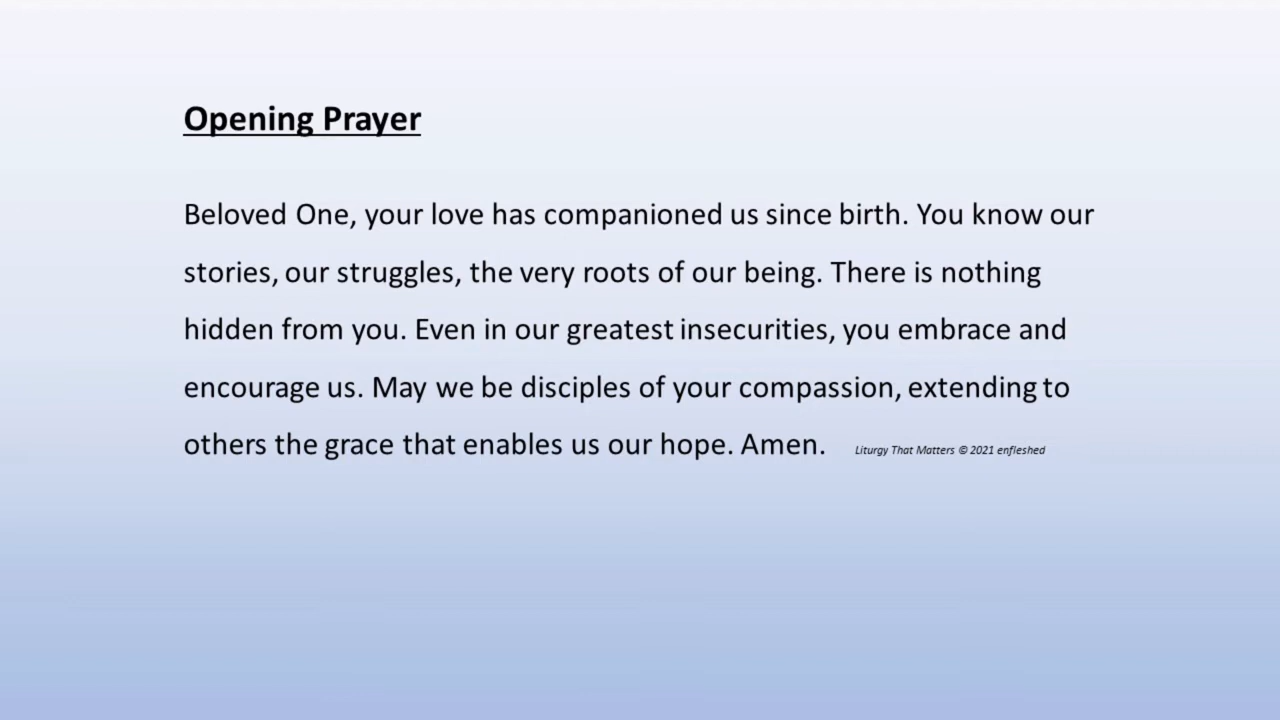 Opening Prayer
Beloved One, your love has companioned us since birth. You know our
stories, our struggles, the very roots of our being. There is nothing
hidden from you. Even in our greatest insecurities, you embrace and
encourage us. May we be disciples of your compassion, extending to
others the grace that enables us our hope. Amen. Liturgy That Matters © 2021 enfleshed